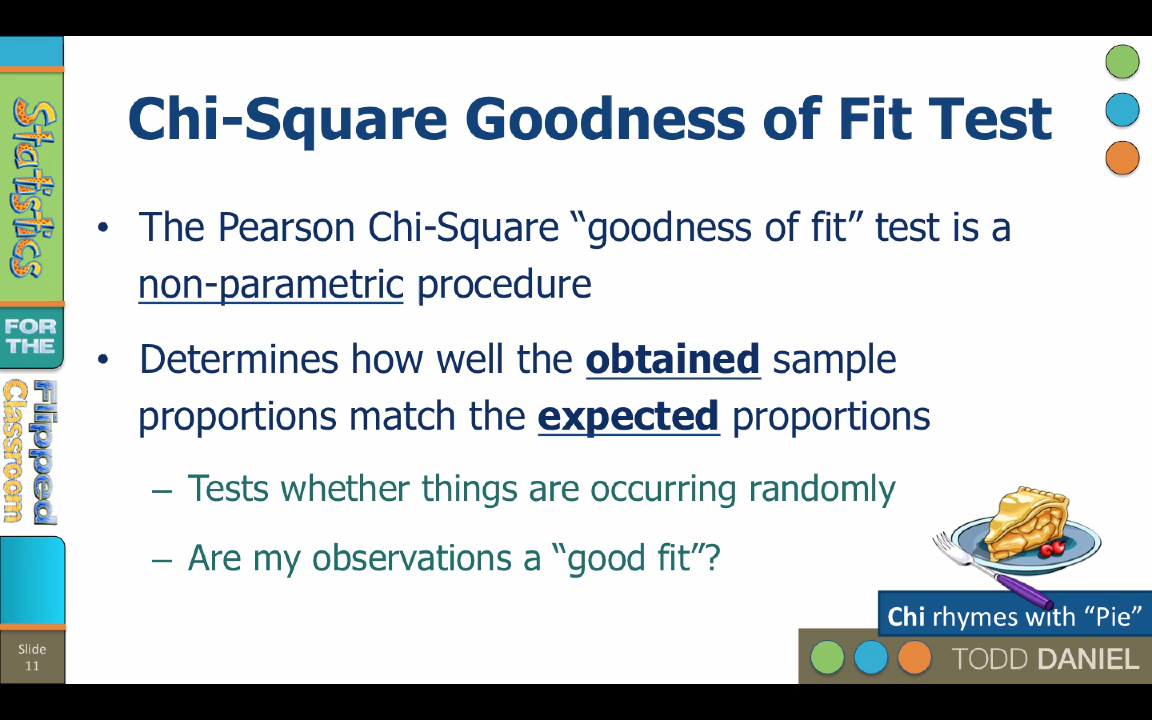 Chi-Square Goodness of Fit Test
• The Pearson Chi-Square “goodness of fit” test is a
non-parametric procedure
• Determines how well the obtained sample
proportions match the expected proportions
– Tests whether things are occurring randomly
– Are my observations a “good fit”?
Chi rhymes with “Pie”
TODD DANIEL
Statistics
FOR
THE
Flipped
Classroom
Slide
11